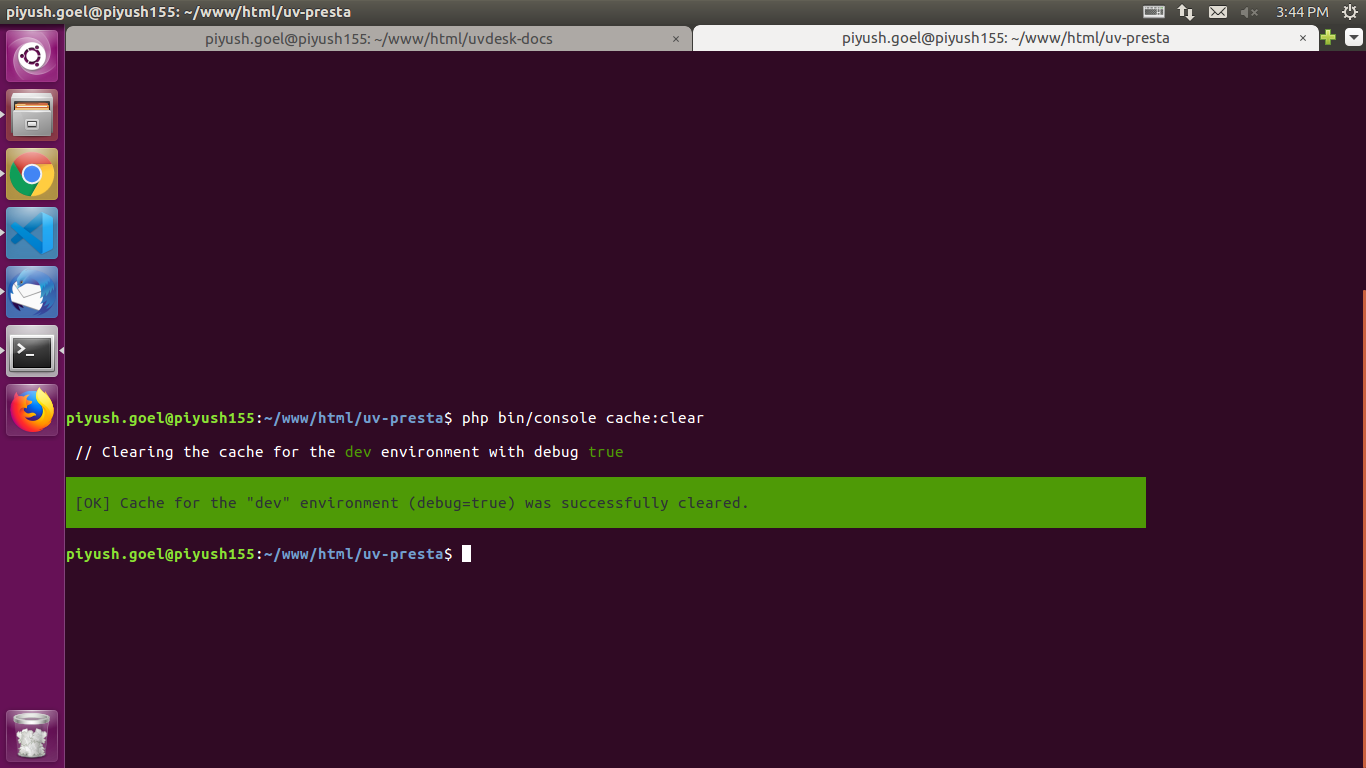 piyush.goel@piyush155: ~/www/html/uv-presta
3:44 PM
piyush.goel@piyush155: ~/www/html/uvdesk-docs ×
piyush.goel@piyush155: ~/www/html/uv-presta ×
piyush.goel@piyush155:~/www/html/uv-presta$ php bin/console cache:clear
// Clearing the cache for the dev environment with debug true
[OK] Cache for the "dev" environment (debug=true) was successfully cleared.
piyush.goel@piyush155:~/www/html/uv-presta$